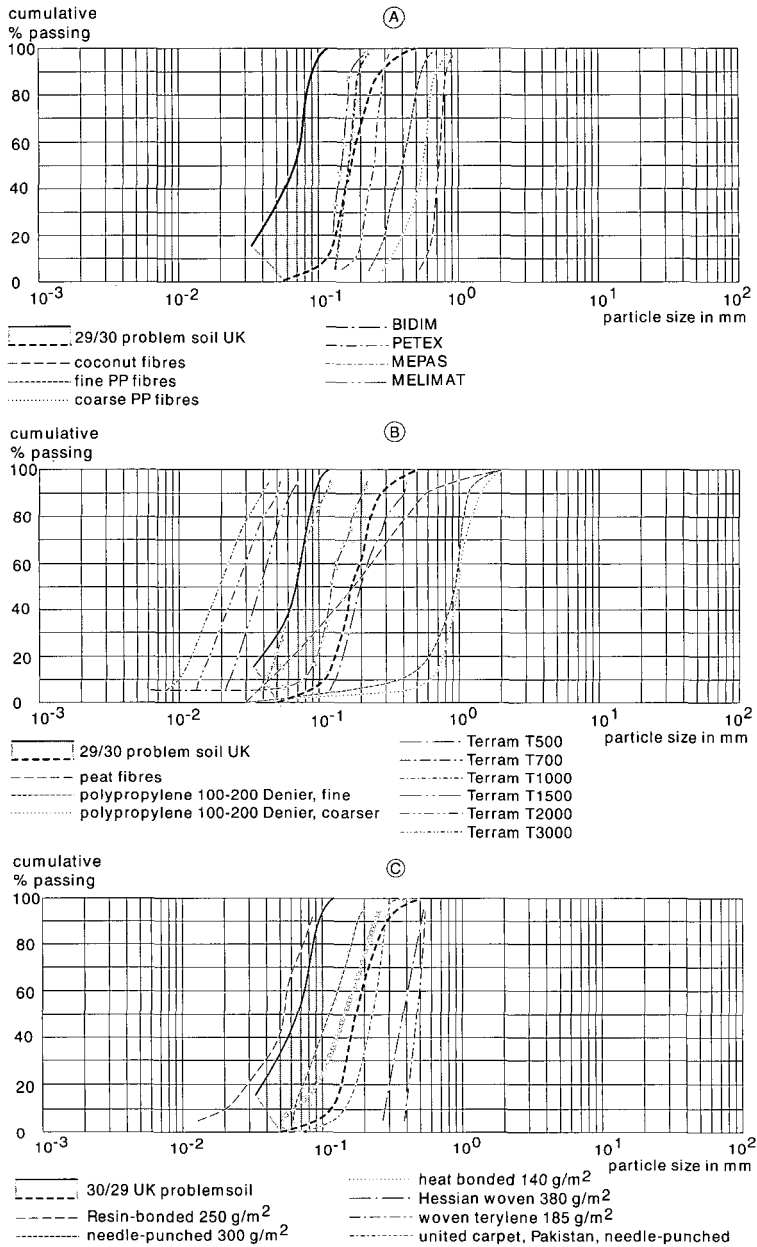 cumulative
% passing
A
100
80
60
40
20
0
10-3
10-2
10-1
100
101
102
particle size in mm
29/30 problem soil UK
coconut fibres
fine PP fibres
coarse PP fibres
BIDIM
PETEX
MEPAS
MELIMAT
cumulative
% passing
B
100
80
60
40
20
0
10-3
10-2
10-1
100
101
102
particle size in mm
29/30 problem soil UK
peat fibres
polypropylene 100-200 Denier, fine
polypropylene 100-200 Denier, coarser
Terram T500
Terram T700
Terram T1000
Terram T1500
Terram T2000
Terram T3000
cumulative
% passing
C
100
80
60
40
20
0
10-3
10-2
10-1
100
101
102
particle size in mm
30/29 UK problemsoil
Resin-bonded 250 g/m2
needle-punched 300 g/m2
heat bonded 140 g/m2
Hessian woven 380 g/m2
woven terylene 185 g/m2
united carpet, Pakistan, needle-punched